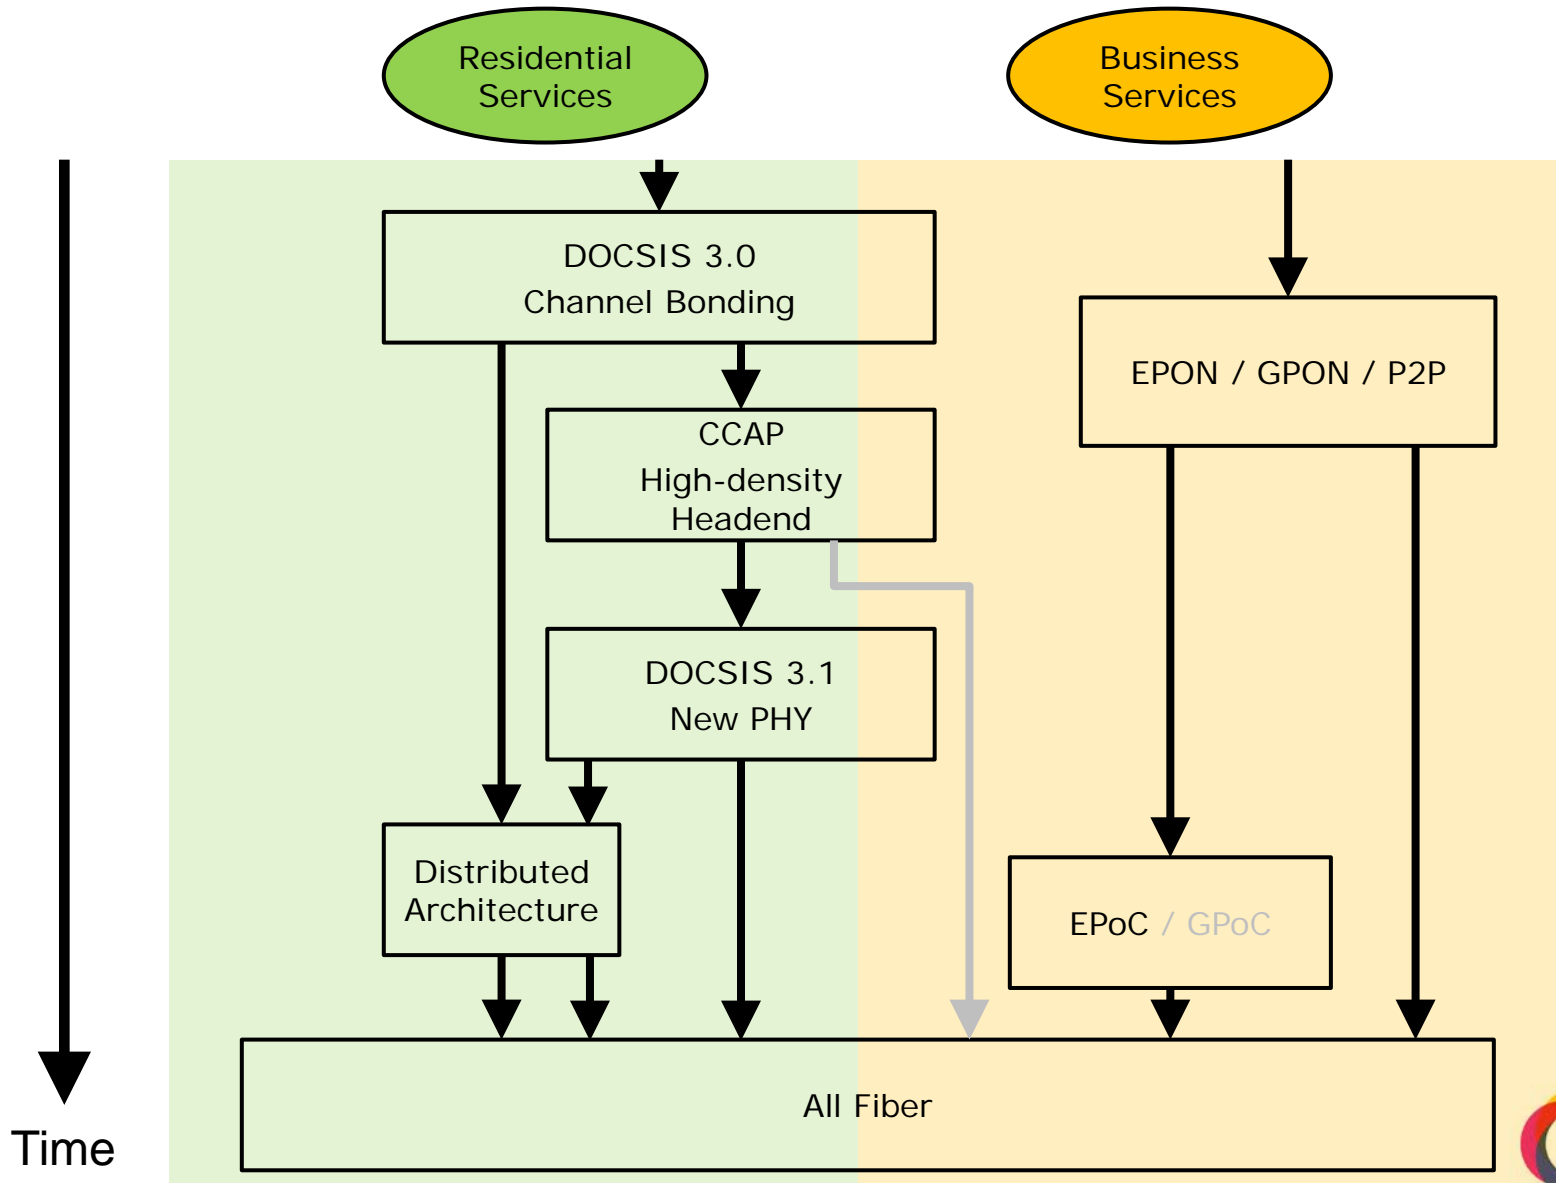 Residential
Services
Business
Services
DOCSIS 3.0
Channel Bonding
EPON / GPON / P2P
CCAP
High-density
Headend
DOCSIS 3.1
New PHY
Distributed
Architecture
EPoC / GPoC
All Fiber
Time